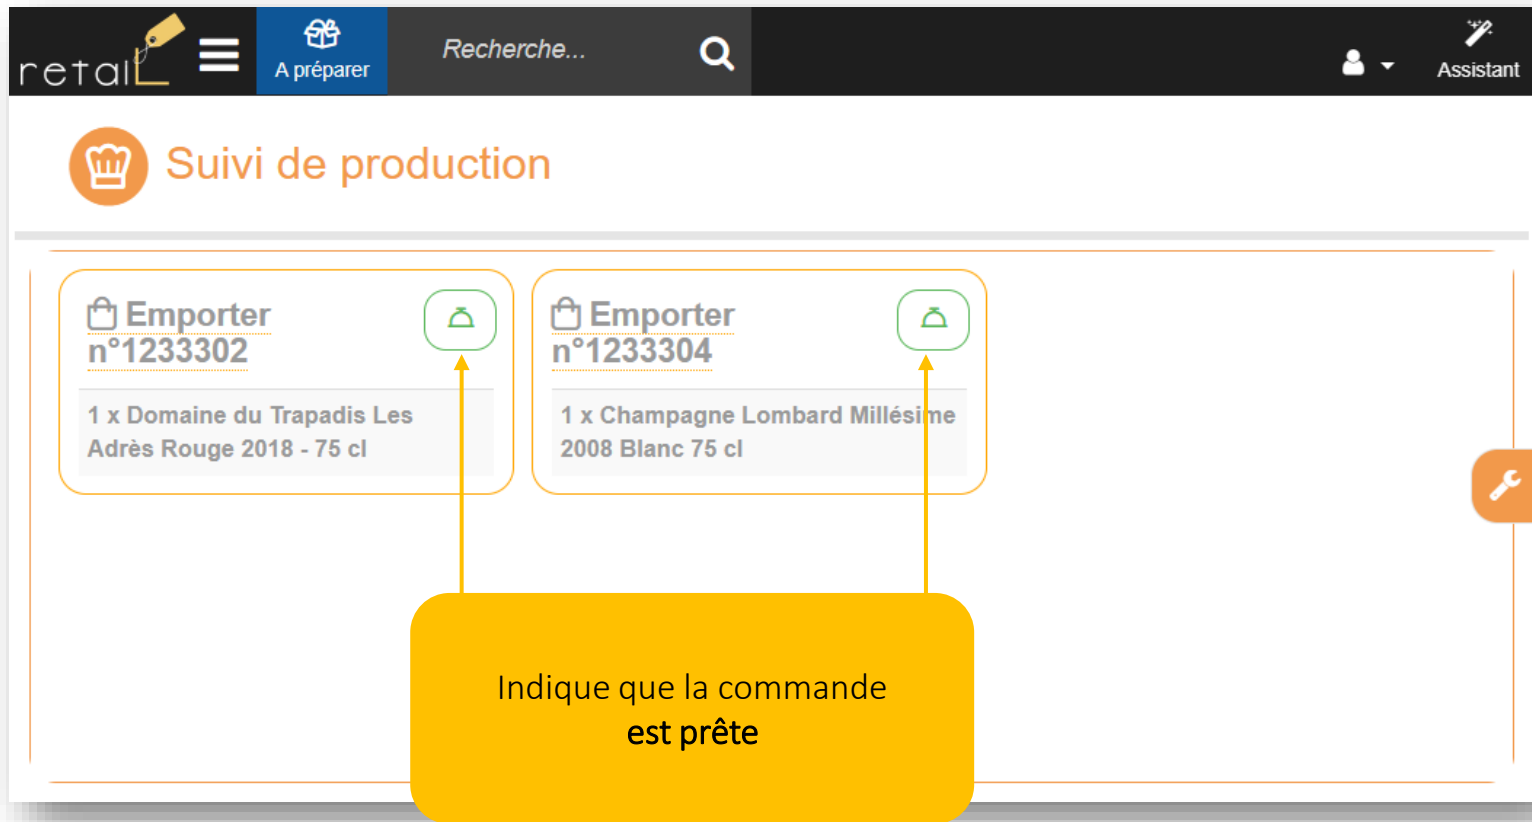 retail
A préparer
Recherche...
Assistant
Suivi de production
Emporter
n°1233302
1 x Domaine du Trapadis Les
Adrès Rouge 2018 - 75 cl
Emporter
n°1233304
1 x Champagne Lombard Millésime
2008 Blanc 75 cl
Indique que la commande
est prête